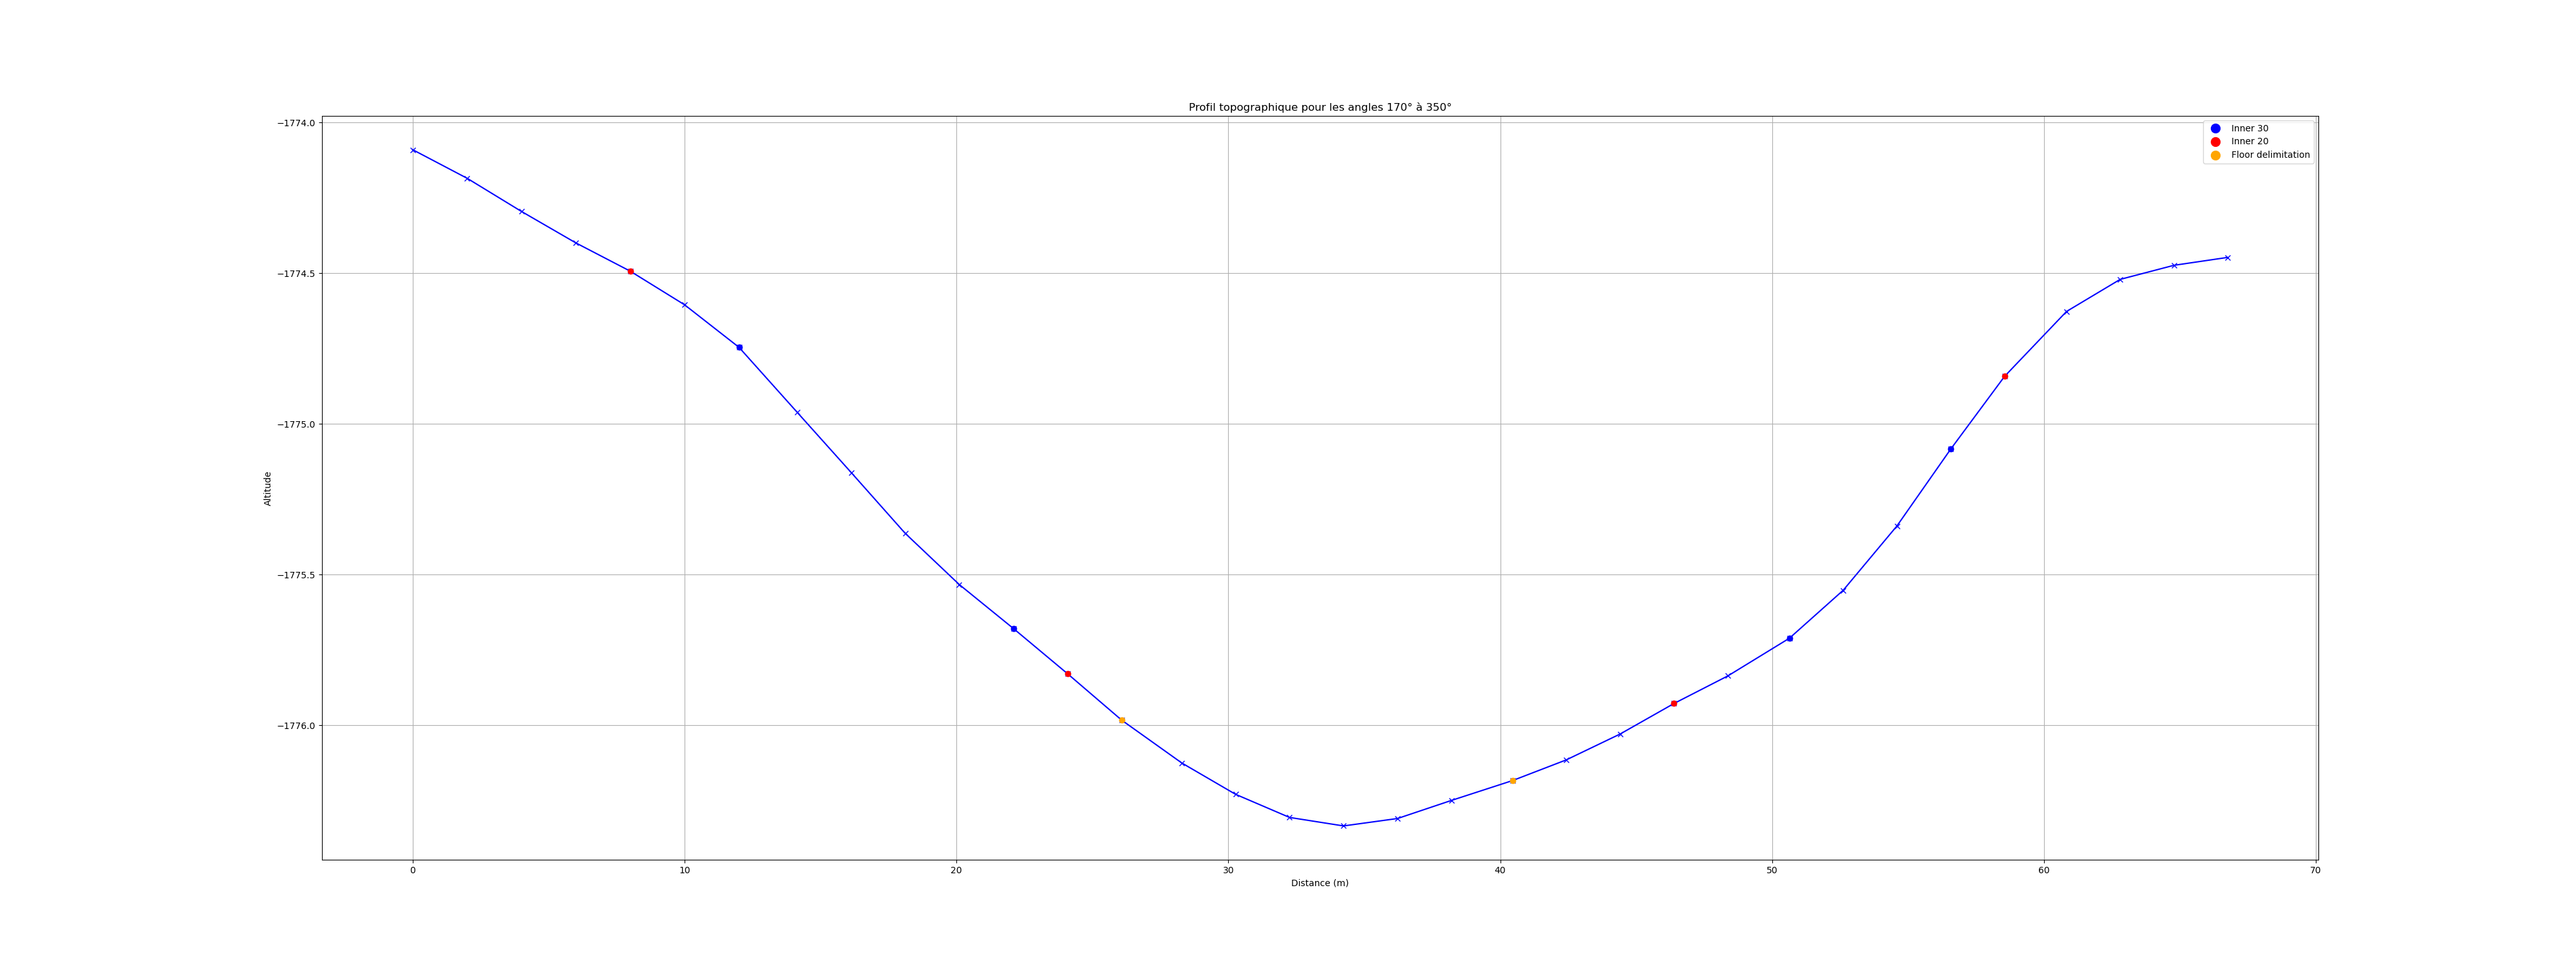 Profil topographique pour les angles 170° à 350°
−1774.0
−1774.5
−1775.0
−1775.5
−1776.0
Altitude
Inner 30
Inner 20
Floor delimitation
0 10 20 30 40 50 60 70
Distance (m)